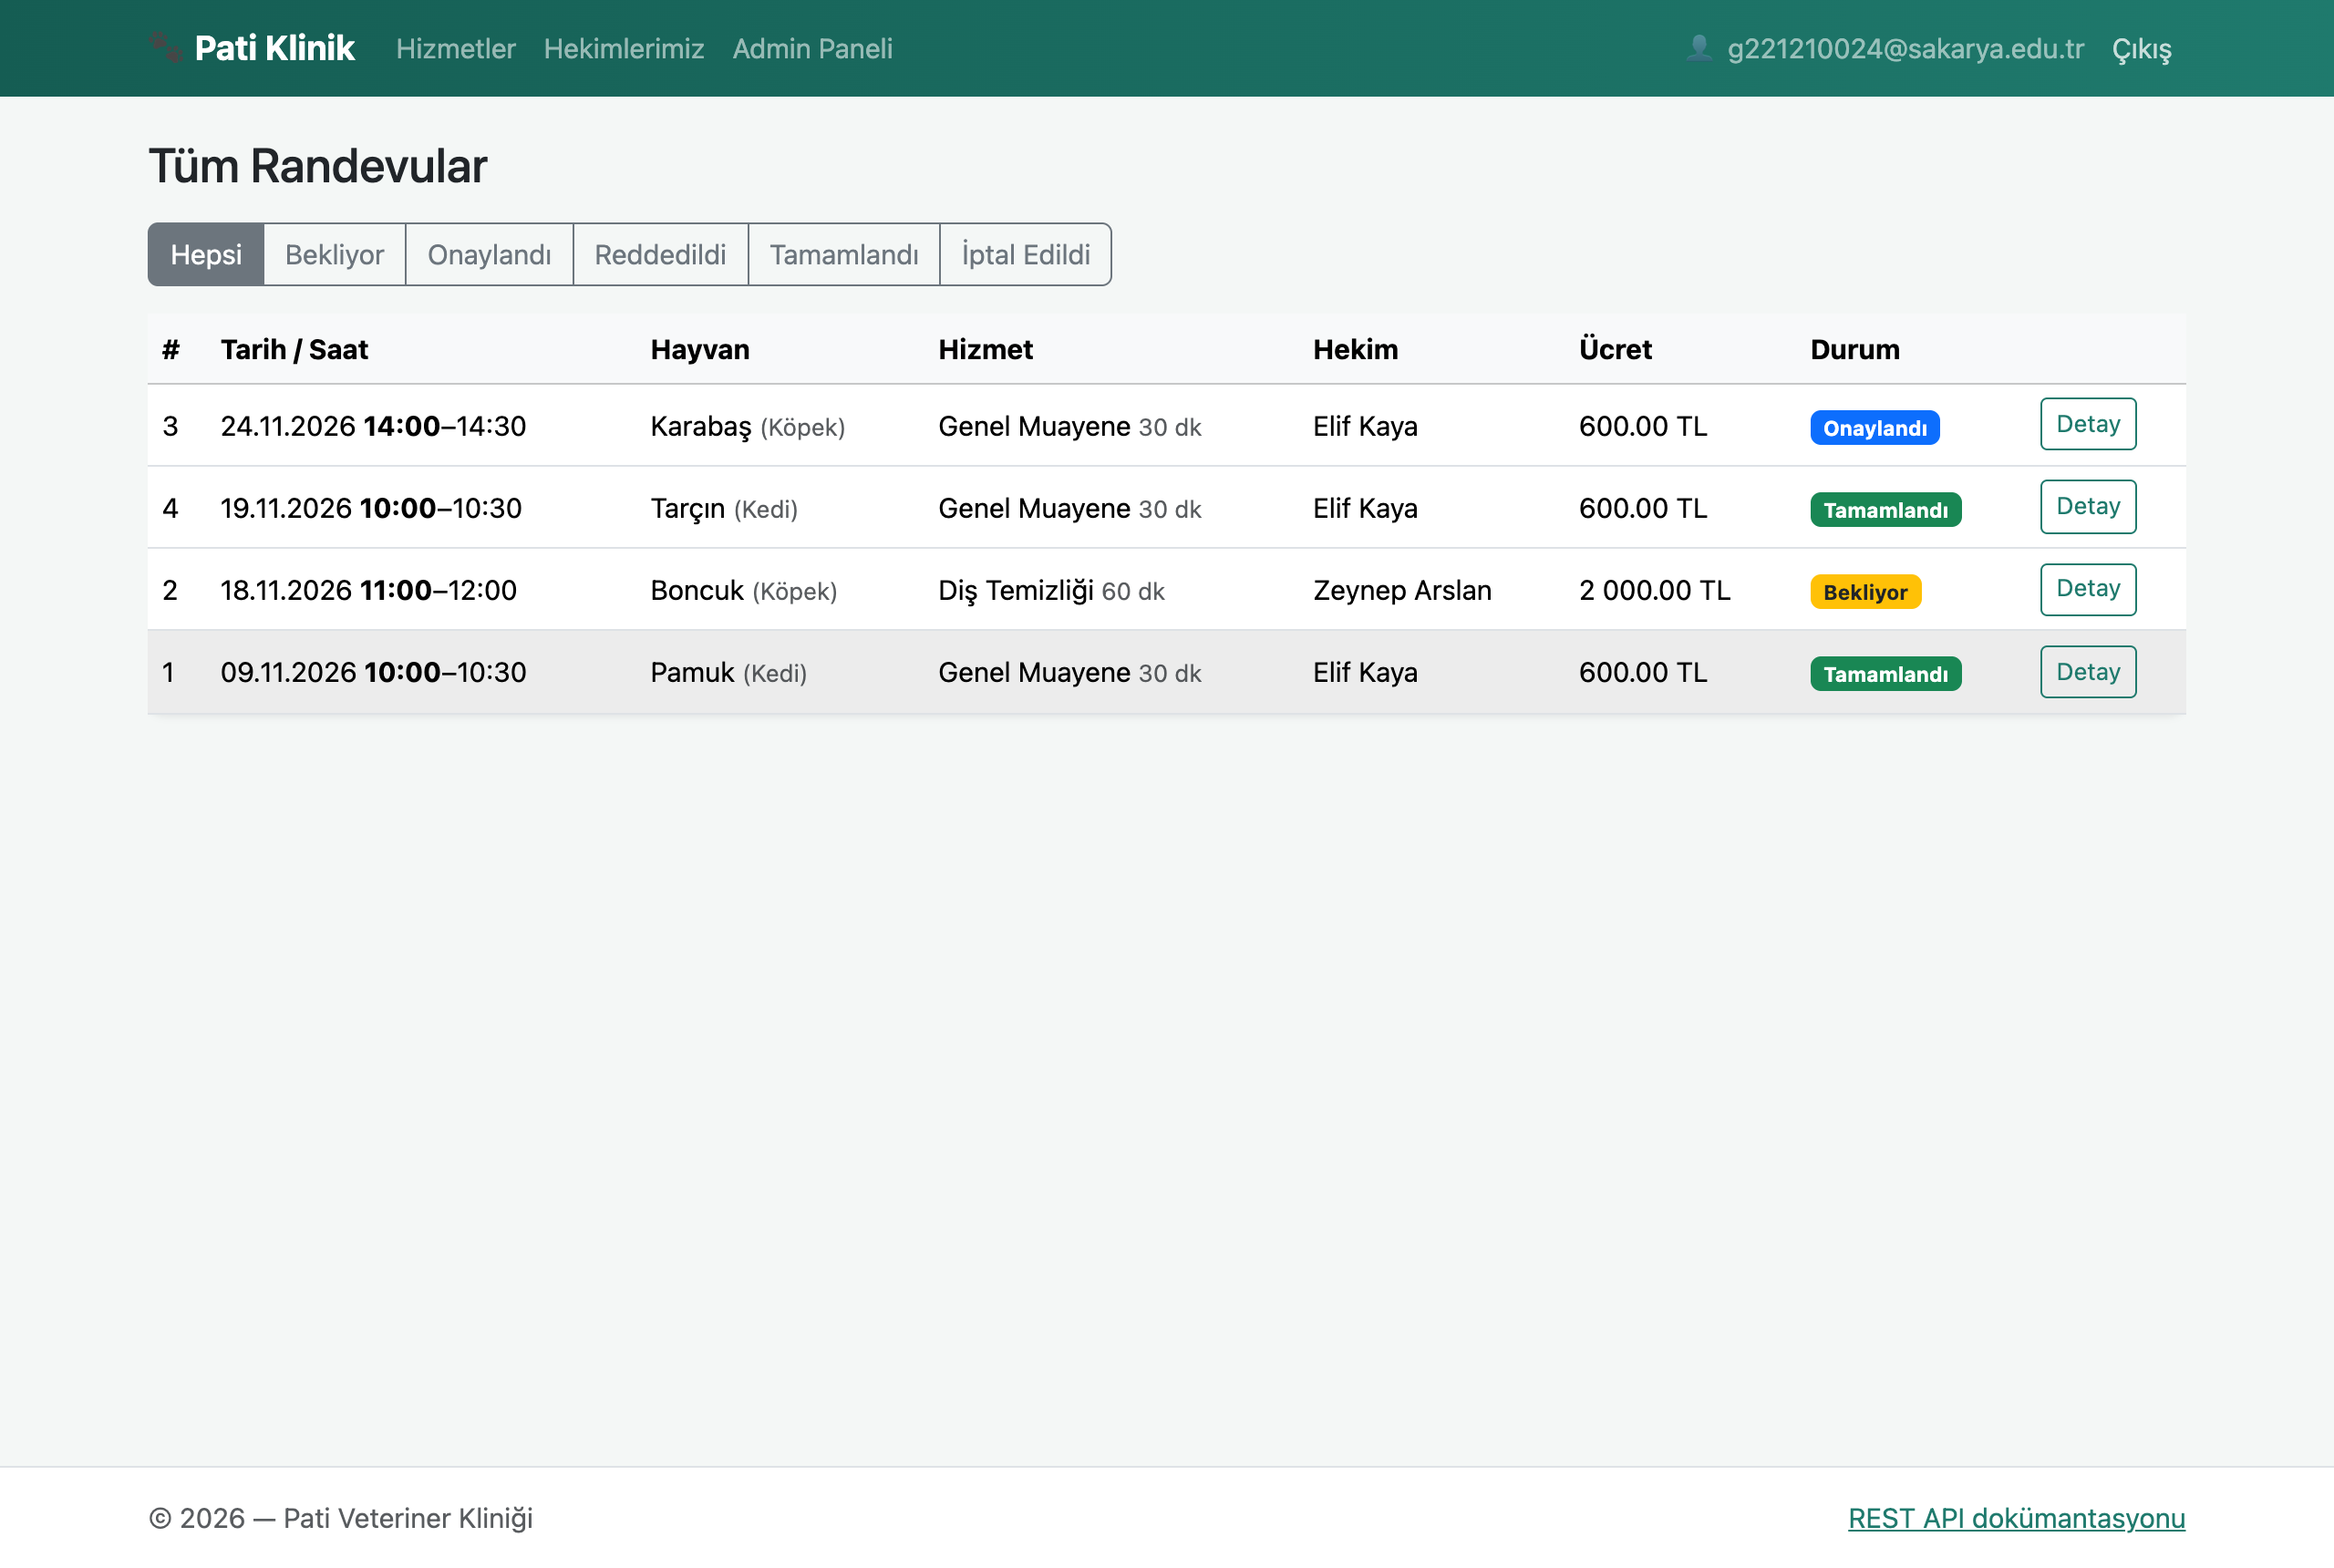 Pati Klinik Hizmetler Hekimlerimiz Admin Paneli g221210024@sakarya.edu.tr Çıkış
Tüm Randevular
Hepsi Bekliyor Onaylandı Reddedildi Tamamlandı İptal Edildi
# Tarih / Saat Hayvan Hizmet Hekim Ücret Durum
3 24.11.2026 14:00–14:30 Karabaş (Köpek) Genel Muayene 30 dk Elif Kaya 600.00 TL Onaylandı Detay
4 19.11.2026 10:00–10:30 Tarçın (Kedi) Genel Muayene 30 dk Elif Kaya 600.00 TL Tamamlandı Detay
2 18.11.2026 11:00–12:00 Boncuk (Köpek) Diş Temizliği 60 dk Zeynep Arslan 2 000.00 TL Bekliyor Detay
1 09.11.2026 10:00–10:30 Pamuk (Kedi) Genel Muayene 30 dk Elif Kaya 600.00 TL Tamamlandı Detay
© 2026 — Pati Veteriner Kliniği REST API dokümantasyonu